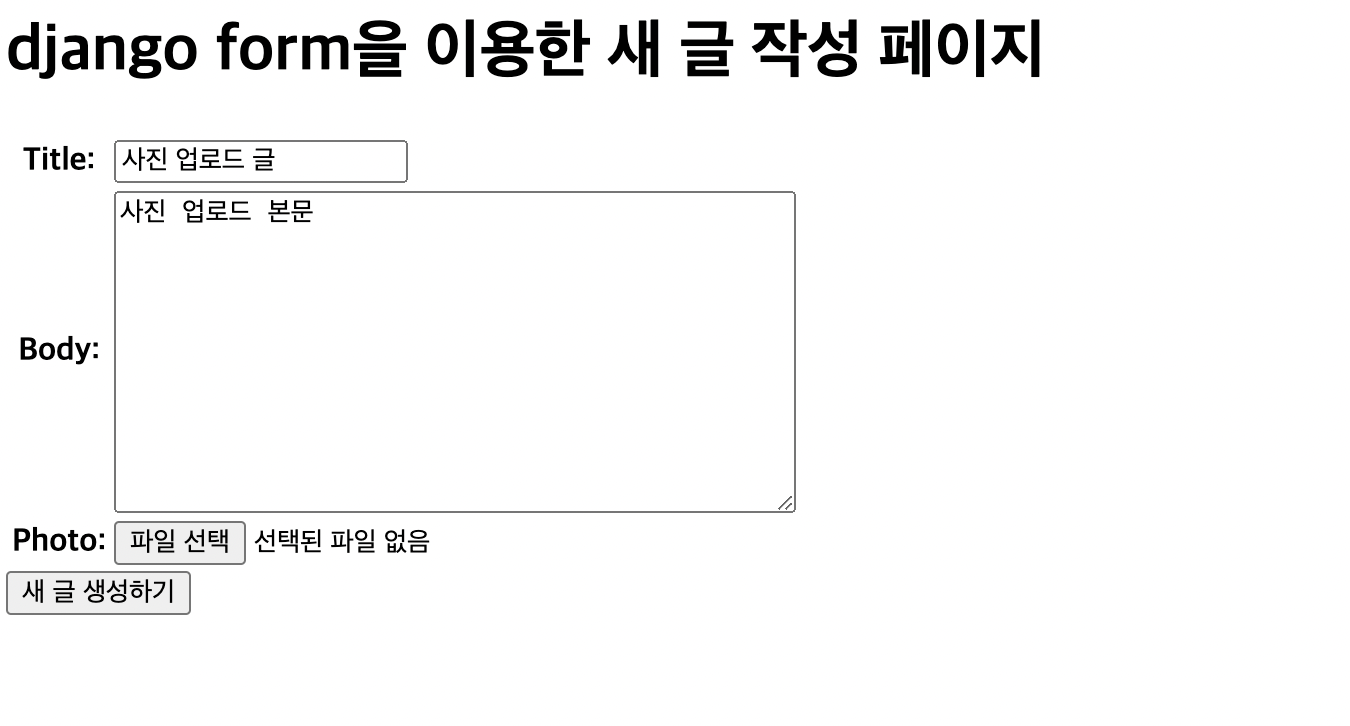 django form을 이용한 새 글 작성 페이지
Title: 사진 업로드 글
사진 업로드 본문
Body:
Photo: 파일 선택 선택된 파일 없음
새 글 생성하기